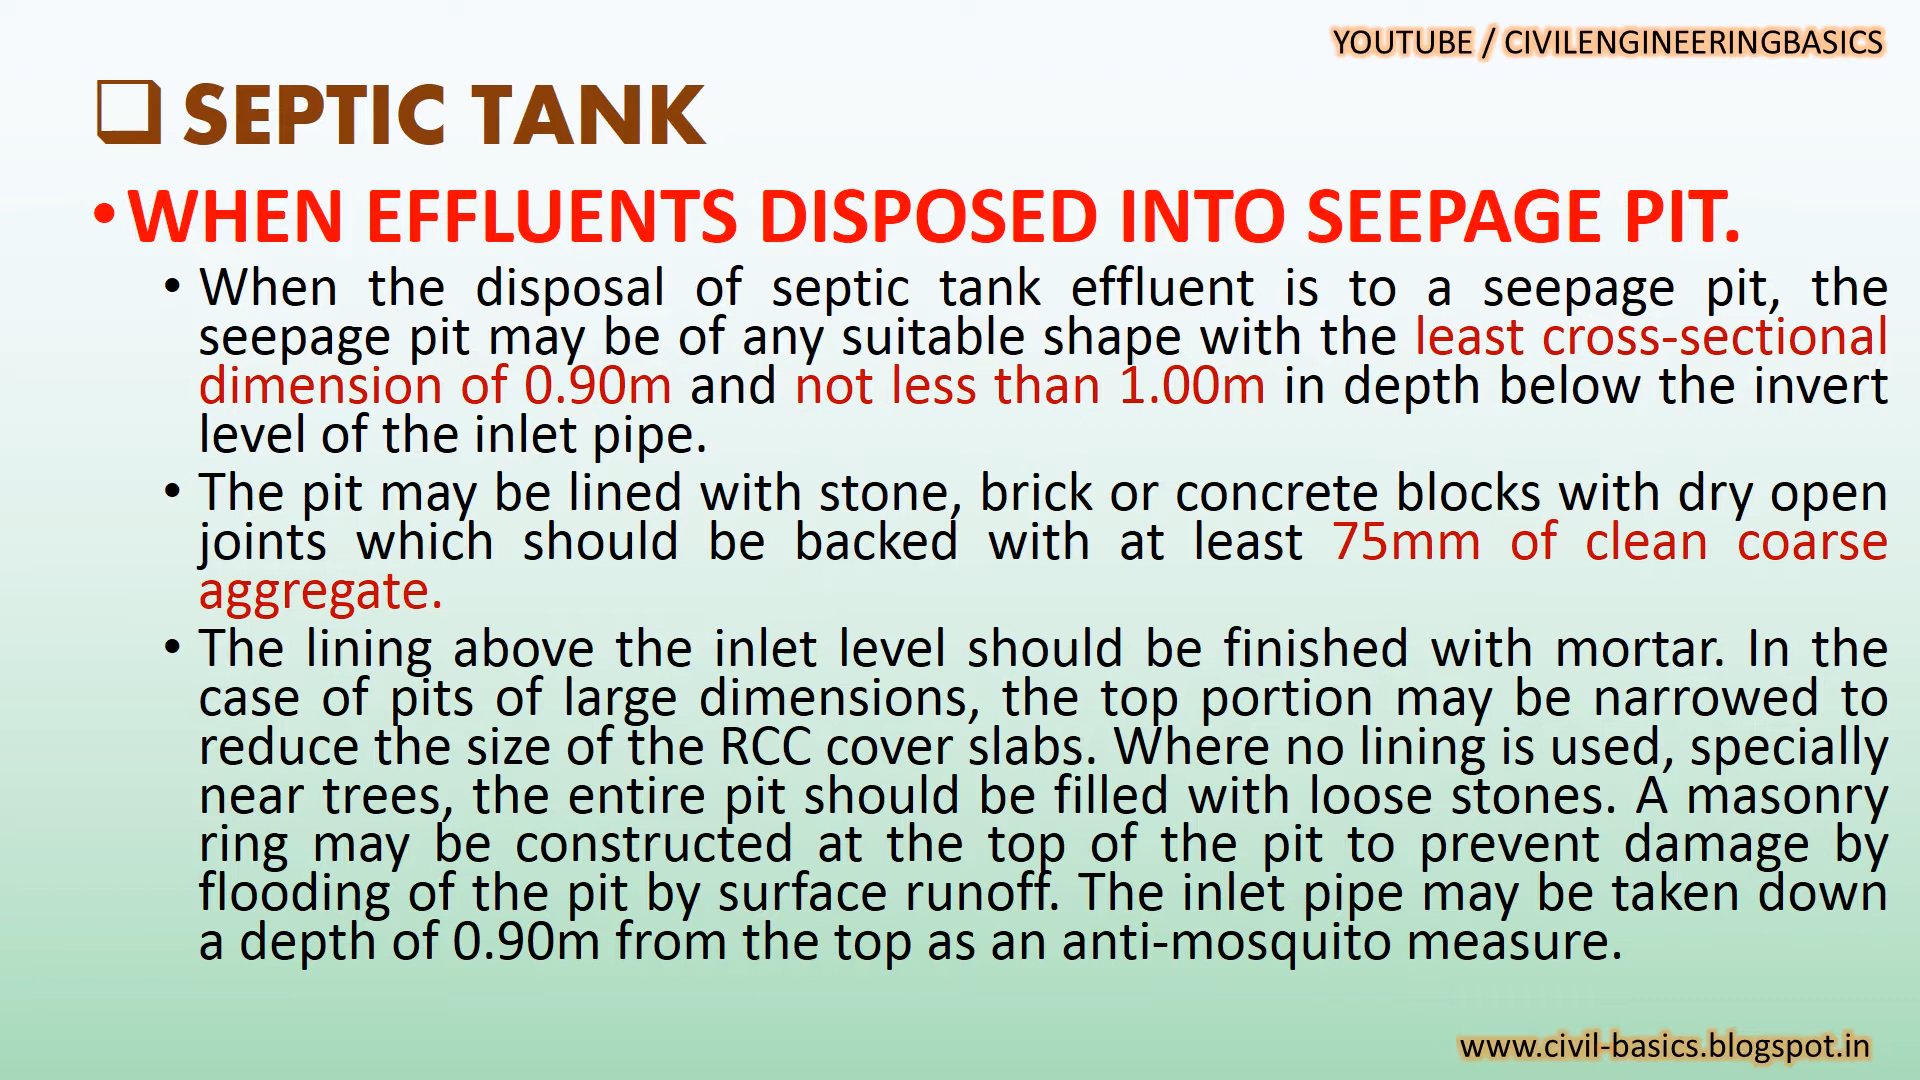 YOUTUBE / CIVILENGINEERINGBASICS
❑ SEPTIC TANK
• WHEN EFFLUENTS DISPOSED INTO SEEPAGE PIT.
• When the disposal of septic tank effluent is to a seepage pit, the
seepage pit may be of any suitable shape with the least cross-sectional
dimension of 0.90m and not less than 1.00m in depth below the invert
level of the inlet pipe.
• The pit may be lined with stone, brick or concrete blocks with dry open
joints which should be backed with at least 75mm of clean coarse
aggregate.
• The lining above the inlet level should be finished with mortar. In the
case of pits of large dimensions, the top portion may be narrowed to
reduce the size of the RCC cover slabs. Where no lining is used, specially
near trees, the entire pit should be filled with loose stones. A masonry
ring may be constructed at the top of the pit to prevent damage by
flooding of the pit by surface runoff. The inlet pipe may be taken down
a depth of 0.90m from the top as an anti-mosquito measure.
www.civil-basics.blogspot.in